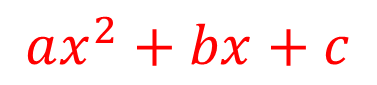 ax² + bx + c